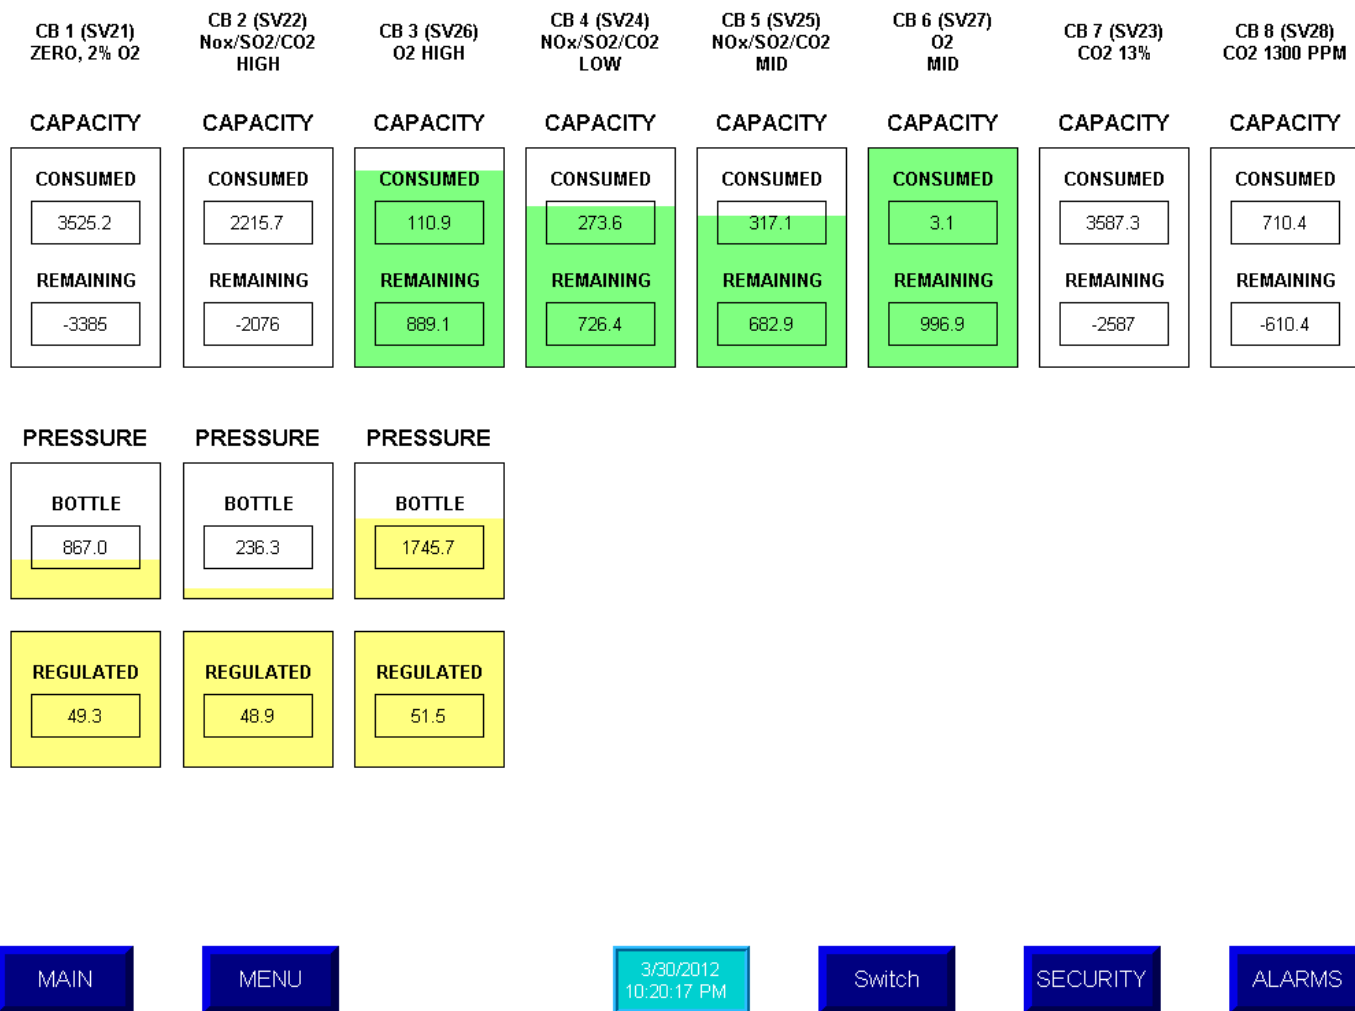 CB 1 (SV21)
ZERO, 2% O2
CB 2 (SV22)
Nox/SO2/CO2
HIGH
CB 3 (SV26)
O2 HIGH
CB 4 (SV24)
NOx/SO2/CO2
LOW
CB 5 (SV25)
NOx/SO2/CO2
MID
CB 6 (SV27)
O2
MID
CB 7 (SV23)
CO2 13%
CB 8 (SV28)
CO2 1300 PPM
CAPACITY CAPACITY CAPACITY CAPACITY CAPACITY CAPACITY CAPACITY CAPACITY
CONSUMED CONSUMED CONSUMED CONSUMED CONSUMED CONSUMED CONSUMED CONSUMED
3525.2 2215.7 110.9 273.6 317.1 3.1 3587.3 710.4
REMAINING REMAINING REMAINING REMAINING REMAINING REMAINING REMAINING REMAINING
-3385 -2076 889.1 726.4 682.9 996.9 -2587 -610.4
PRESSURE PRESSURE PRESSURE
BOTTLE BOTTLE BOTTLE
867.0 236.3 1745.7
REGULATED REGULATED REGULATED
49.3 48.9 51.5
MAIN
MENU
3/30/2012
10:20:17 PM
Switch
SECURITY
ALARMS